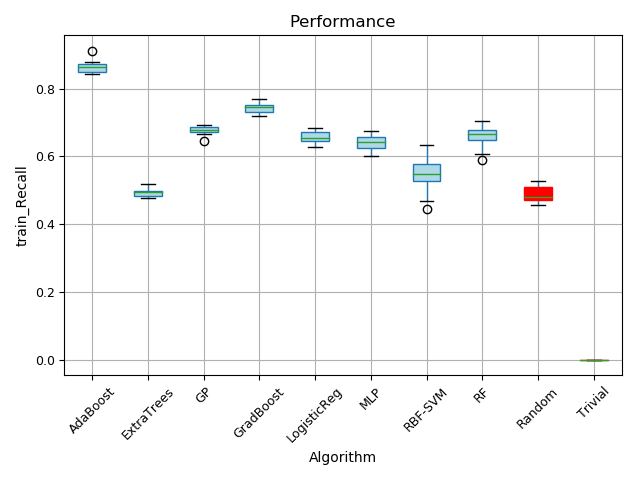 Performance
train_Recall
0.8
0.6
0.4
0.2
0.0
AdaBoost
ExtraTrees
GP
GradBoost
LogisticReg
MLP
RBF-SVM
RF
Random
Trivial
Algorithm